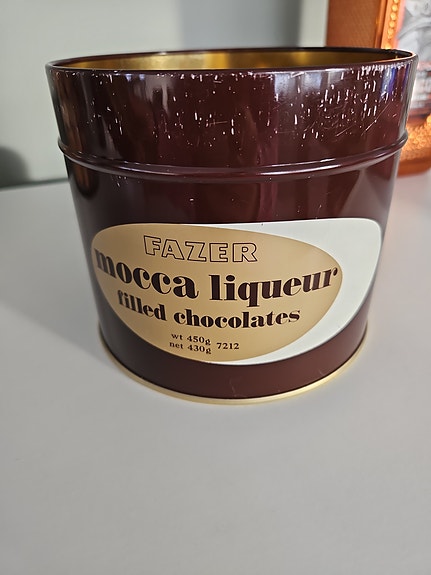 FAZER
mocca liqueur
filled chocolates
wt 450g 7212
net 430g